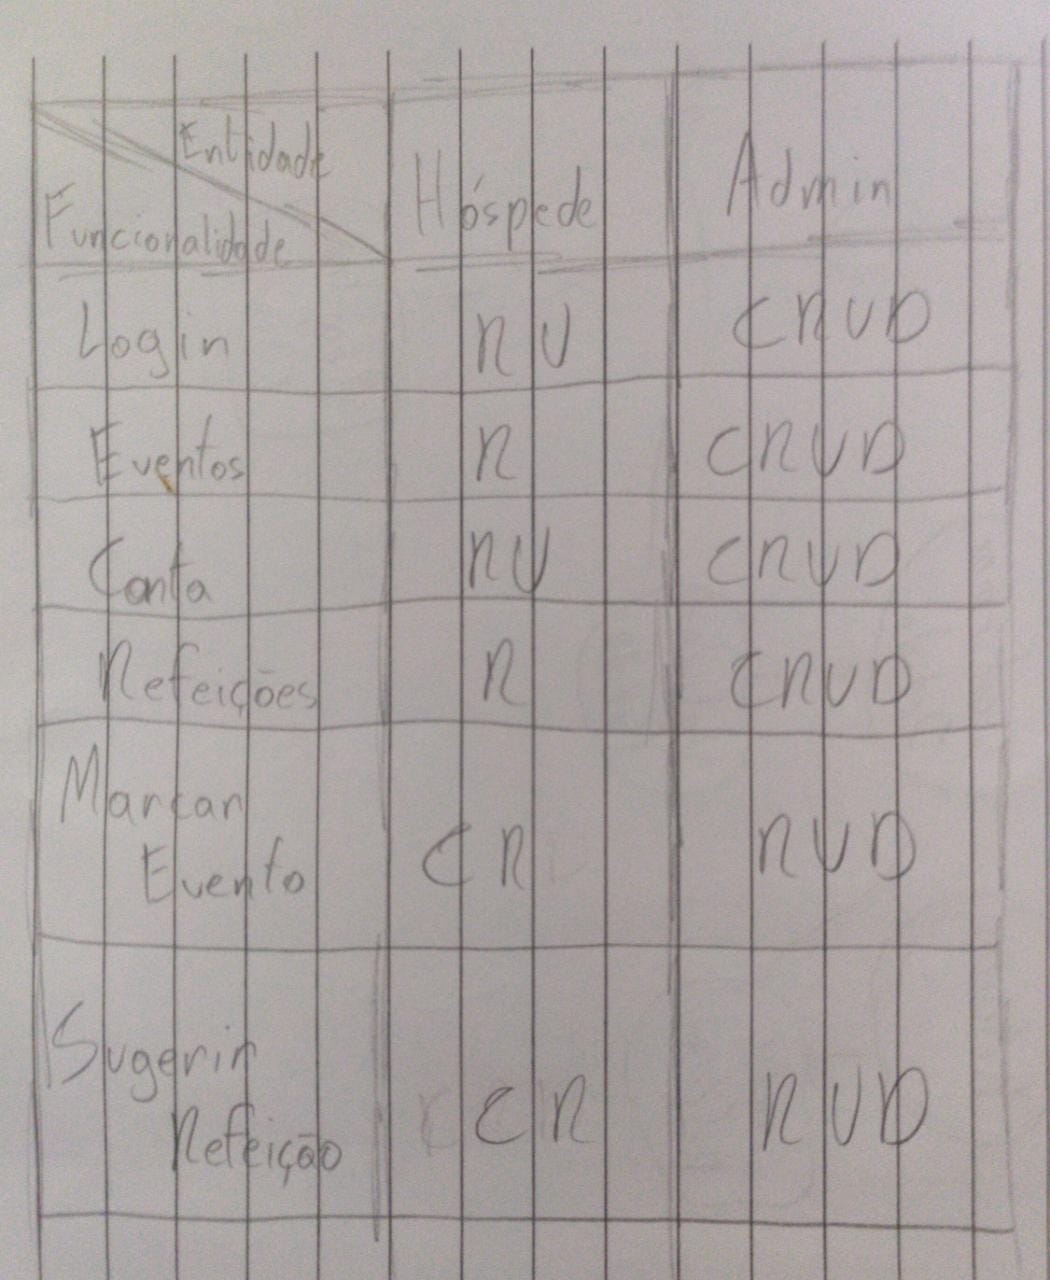 Entidade
Funcionalidade
Hóspede
Admin
Login
RU
CRUD
Eventos
R
CRUD
Conta
RU
CRUD
Refeições
R
CRUD
Marcar
Evento
CR
RUD
Sugerir
Refeição
CR
RUD